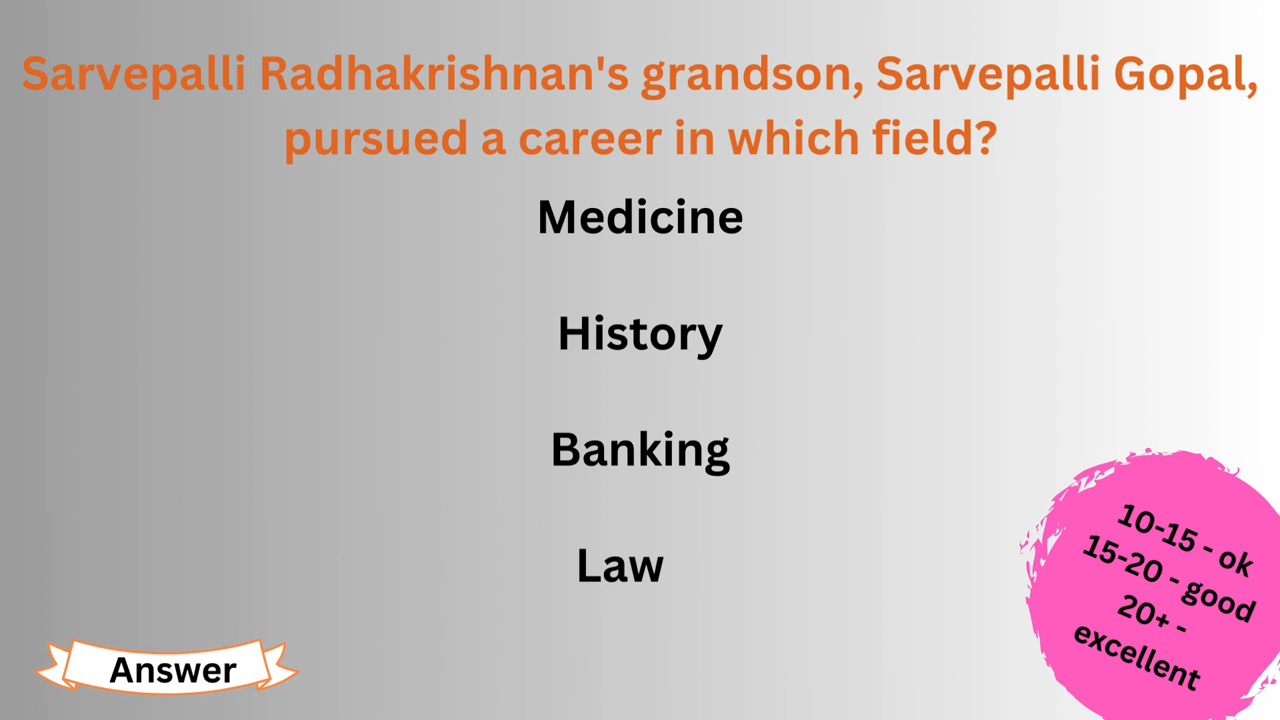 Sarvepalli Radhakrishnan's grandson, Sarvepalli Gopal,
pursued a career in which field?
Medicine
History
Banking
Law
10-15 - ok
15-20 - good
20+ -
excellent
Answer